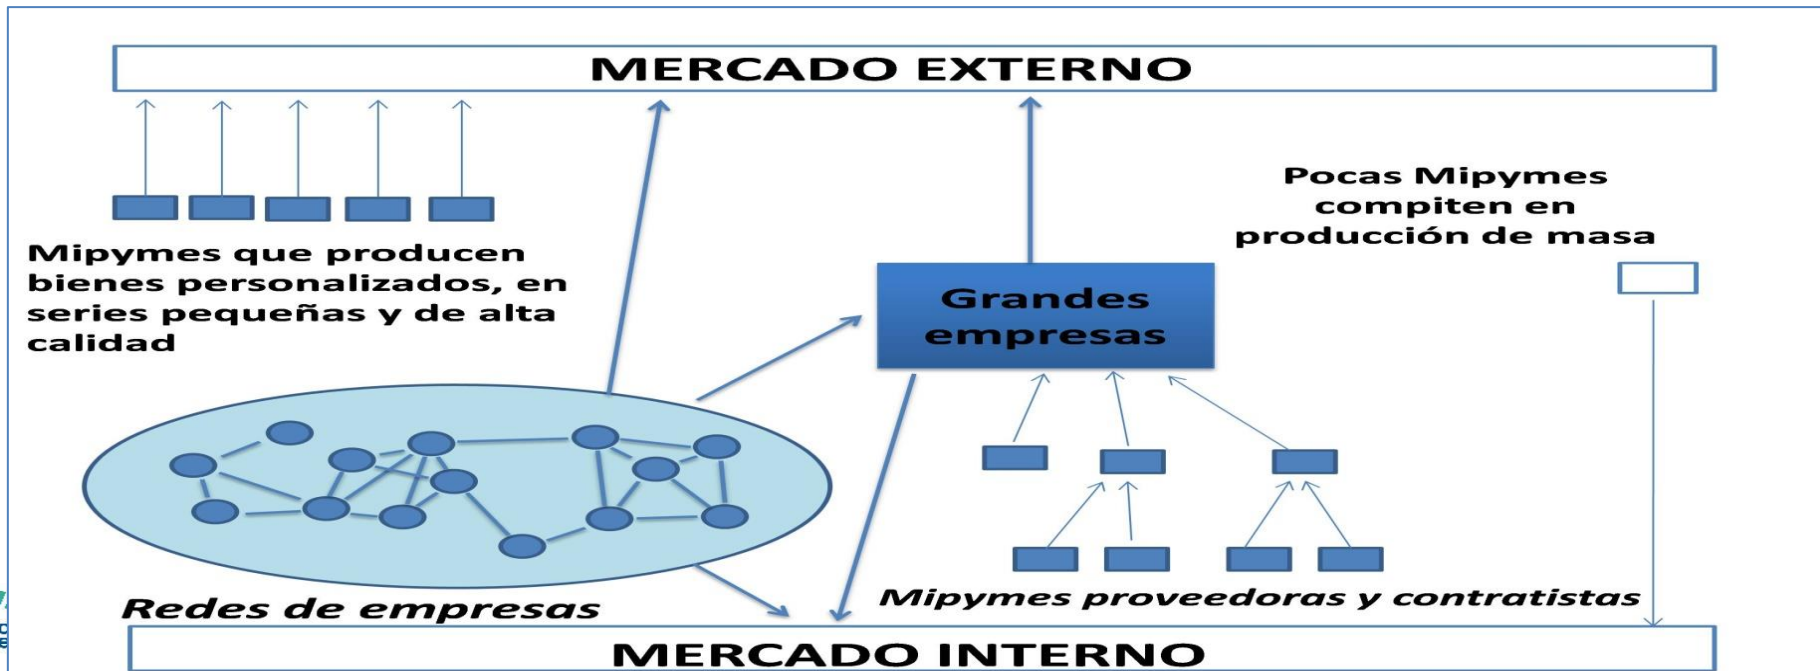 MERCADO EXTERNO
Pocas Mipymes
compiten en
producción de masa
Mipymes que producen
bienes personalizados, en
series pequeñas y de alta
calidad
Grandes
empresas
Redes de empresas
Mipymes proveedoras y contratistas
MERCADO INTERNO